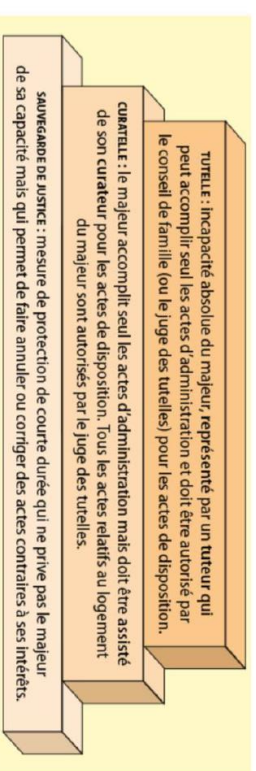 TUTELLE : incapacité absolue du majeur, représenté par un tuteur qui
peut accomplir seul les actes d'administration et doit être autorisé par
le conseil de famille (ou le juge des tutelles) pour les actes de disposition.
CURATELLE : le majeur accomplit seul les actes d'administration mais doit être assisté
de son curateur pour les actes de disposition. Tous les actes relatifs au logement
du majeur sont autorisés par le juge des tutelles.
SAUVEGARDE DE JUSTICE : mesure de protection de courte durée qui ne prive pas le majeur
de sa capacité mais qui permet de faire annuler ou corriger des actes contraires à ses intérêts.